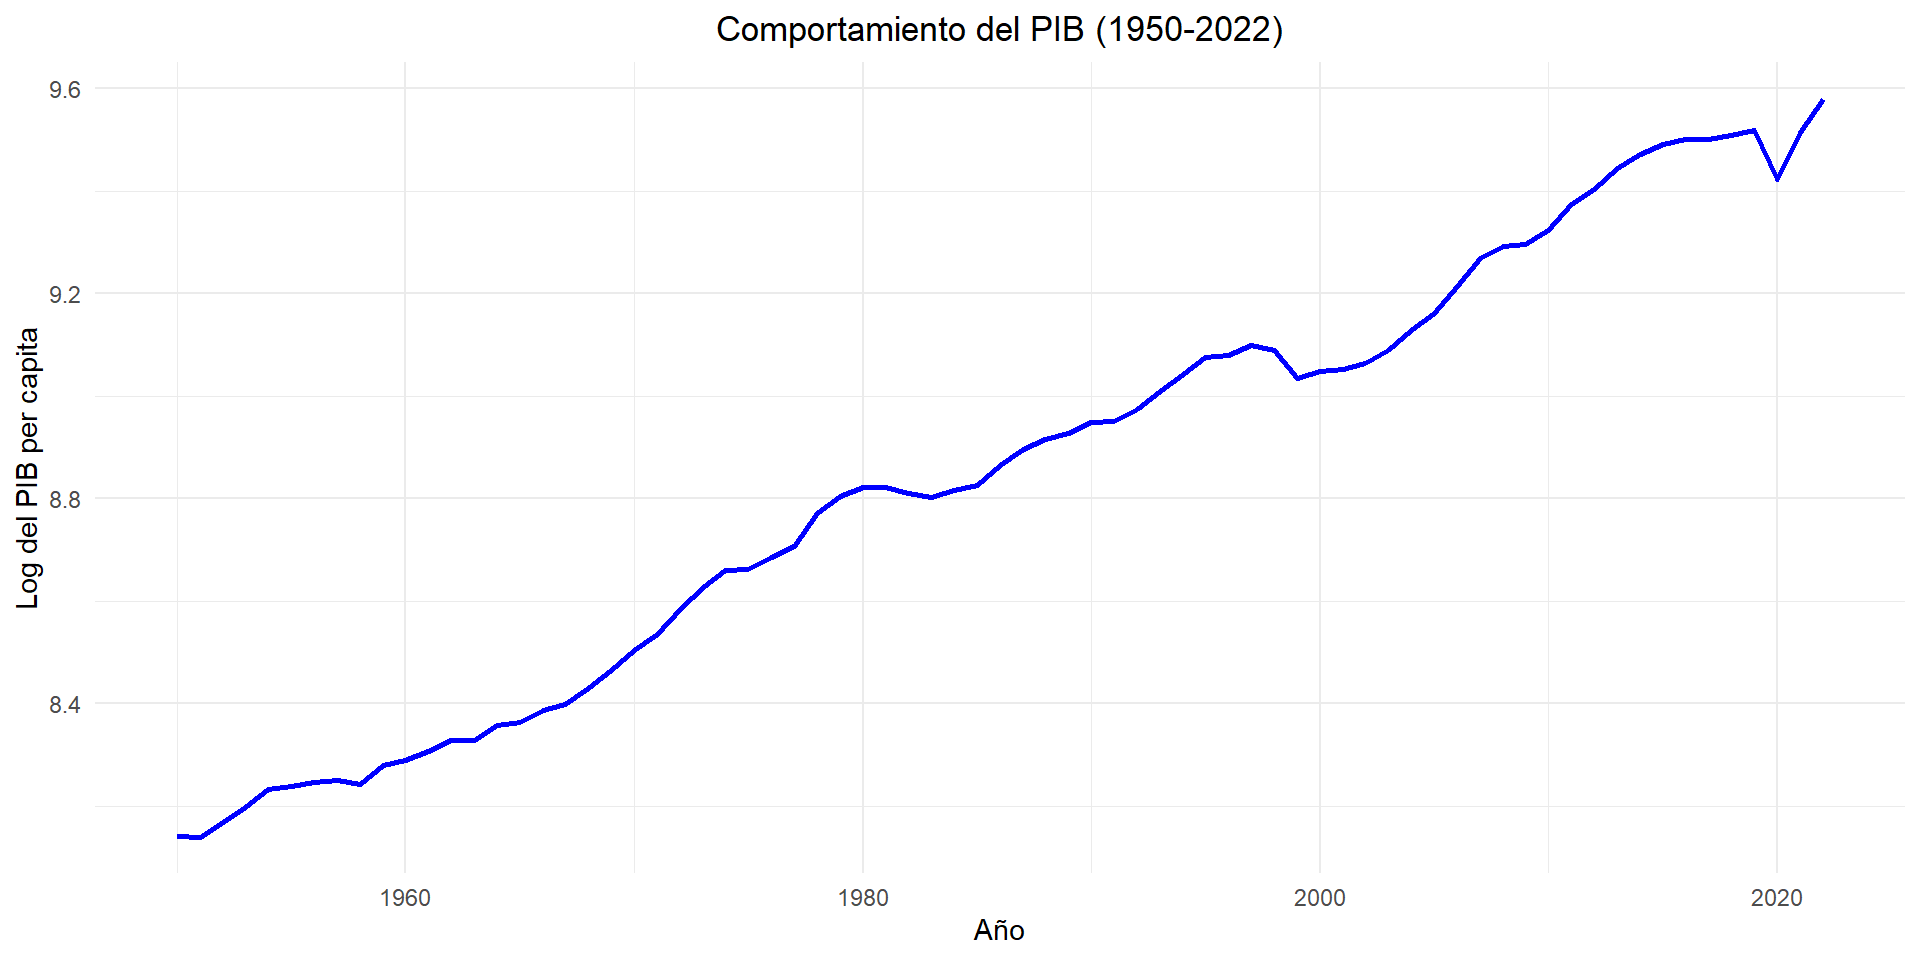 Comportamiento del PIB (1950-2022)
Log del PIB per capita
9.6
9.2
8.8
8.4
1960
1980
2000
2020
Año